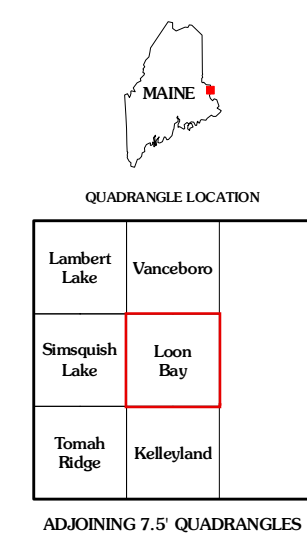 MAINE
QUADRANGLE LOCATION
Lambert
Lake
Vanceboro
Simsquish
Lake
Loon
Bay
Tomah
Ridge
Kelleyland
ADJOINING 7.5' QUADRANGLES